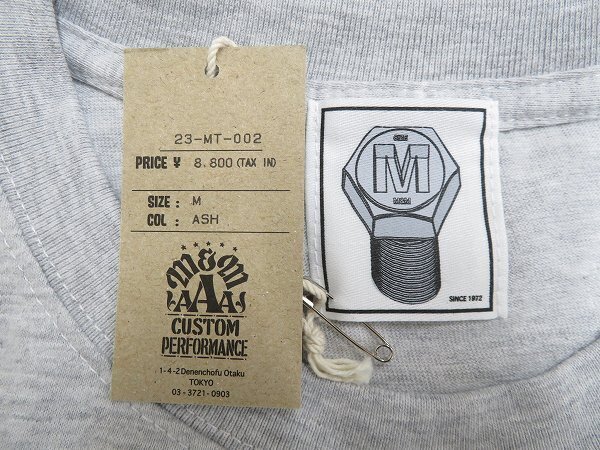 23-MT-002
PRICE ¥ 8,800 (TAX IN)
SIZE : M
COL : ASH
M&M
AAA
CUSTOM
PERFORMANCE
1-4-2 Denenchofu Otaku
TOKYO
03-3721-0903
M
M&M
SINCE 1972